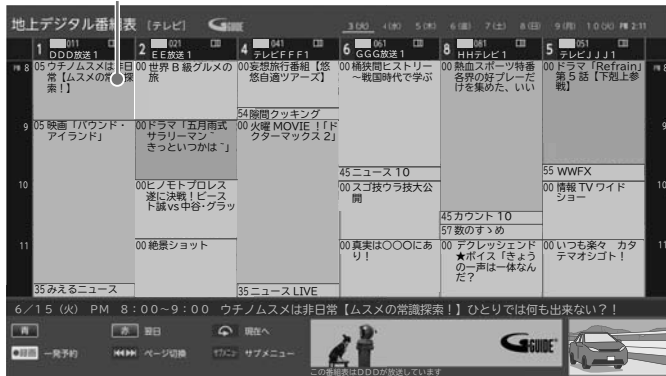 地上デジタル番組表 [テレビ] G GUIDE 3(火) 4(水) 5(木) 6(金) 7(土) 8(日) 9(月) 10(火) PM 2:11
1 011 DDD放送1
2 021 EE放送1
4 041 テレビFFF1
6 061 GGG放送1
8 081 HHテレビ1
5 051 テレビJJJ1
PM 8
05 ウチノムスメは非日
常【ムスメの常識探
索!】
00 世界B級グルメの
旅
00 妄想旅行番組【悠
悠自適ツアーズ】
00 桶狭間ヒストリー
~戦国時代で学ぶ
00 熱血スポーツ特番
各界の好プレーだ
けを集めた、いい
00 ドラマ「Refrain」
第5話【下剋上参
戦】
PM 8
54 隙間クッキング
9
05 映画「バウンド・
アイランド」
00 ドラマ「五月雨式
サラリーマン~
きっといつかは~」
00 火曜 MOVIE!「ド
クターマックス2」
9
45 ニュース 10
55 WWFX
10
00 ヒノモトプロレス
遂に決戦!ビース
ト誠vs中谷・グラッ
00 スゴ技ウラ技大公
開
00 情報TVワイド
ショー
10
45 カウント 10
57 数のすゝめ
11
00 絶景ショット
00 真実は〇〇〇にあ
り!
00 デクレッシェンド
★ボイス「きょう
の一声は一体なん
だ?
00 いつも楽々 カタ
テマオシゴト!
11
35 みえるニュース
35 ニュース LIVE
6/15(火) PM 8:00~9:00 ウチノムスメは非日常【ムスメの常識探索!】ひとりでは何も出来ない?!
青 赤 翌日 現在へ
●録画 一発予約 ページ切換 サブメニュー サブメニュー
G GUIDE
この番組表はDDDが放送しています